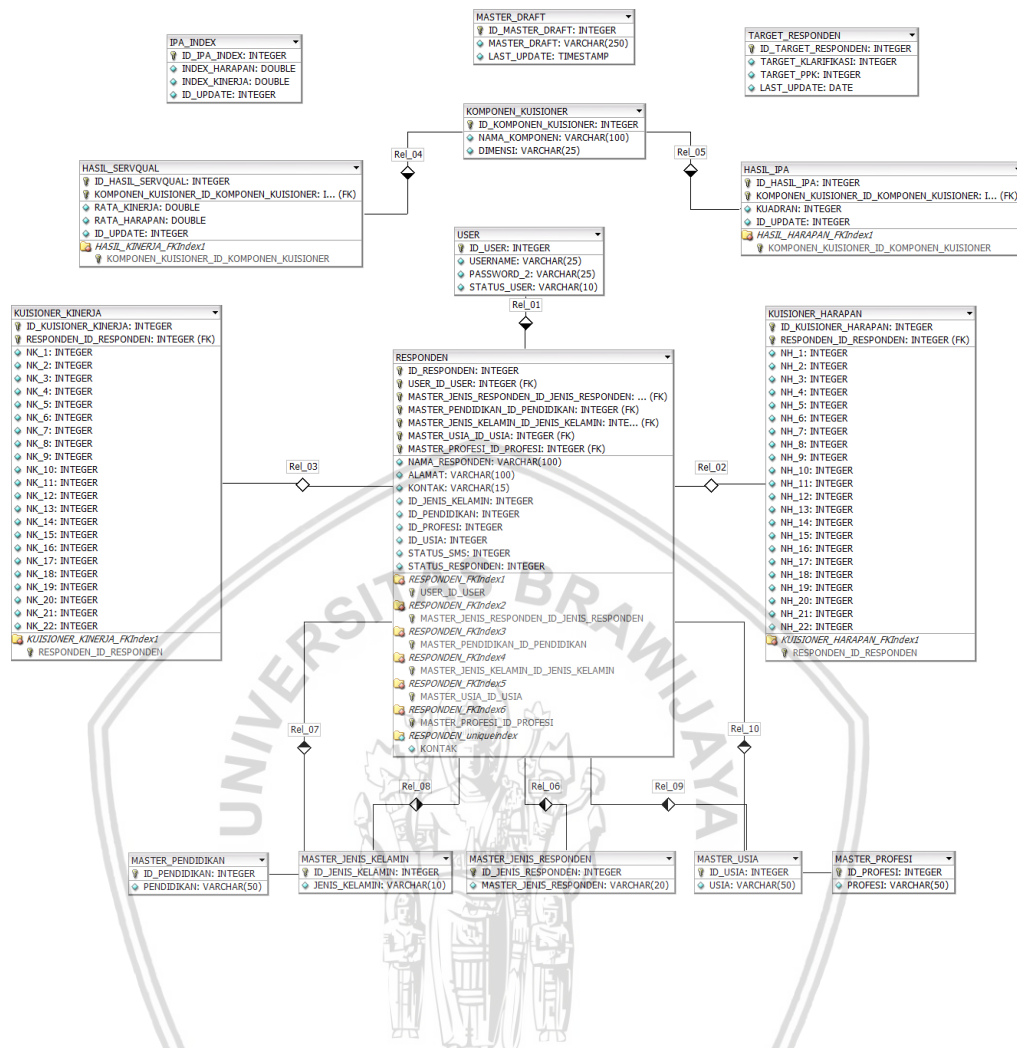 MASTER_DRAFT
ID_MASTER_DRAFT: INTEGER
MASTER_DRAFT: VARCHAR(250)
LAST_UPDATE: TIMESTAMP
IPA_INDEX
ID_IPA_INDEX: INTEGER
INDEX_HARAPAN: DOUBLE
INDEX_KINERJA: DOUBLE
ID_UPDATE: INTEGER
TARGET_RESPONDEN
ID_TARGET_RESPONDEN: INTEGER
TARGET_KLARIFIKASI: INTEGER
TARGET_PPK: INTEGER
LAST_UPDATE: DATE
KOMPONEN_KUISIONER
ID_KOMPONEN_KUISIONER: INTEGER
NAMA_KOMPONEN: VARCHAR(100)
DIMENSI: VARCHAR(25)
Rel_04
Rel_05
HASIL_SERVQUAL
ID_HASIL_SERVQUAL: INTEGER
KOMPONEN_KUISIONER_ID_KOMPONEN_KUISIONER: I... (FK)
RATA_KINERJA: DOUBLE
RATA_HARAPAN: DOUBLE
ID_UPDATE: INTEGER
HASIL_KINERJA_FKIndex1
KOMPONEN_KUISIONER_ID_KOMPONEN_KUISIONER
HASIL_IPA
ID_HASIL_IPA: INTEGER
KOMPONEN_KUISIONER_ID_KOMPONEN_KUISIONER: I... (FK)
KUADRAN: INTEGER
ID_UPDATE: INTEGER
HASIL_HARAPAN_FKIndex1
KOMPONEN_KUISIONER_ID_KOMPONEN_KUISIONER
USER
ID_USER: INTEGER
USERNAME: VARCHAR(25)
PASSWORD_2: VARCHAR(25)
STATUS_USER: VARCHAR(10)
Rel_01
KUISIONER_KINERJA
ID_KUISIONER_KINERJA: INTEGER
RESPONDEN_ID_RESPONDEN: INTEGER (FK)
NK_1: INTEGER
NK_2: INTEGER
NK_3: INTEGER
NK_4: INTEGER
NK_5: INTEGER
NK_6: INTEGER
NK_7: INTEGER
NK_8: INTEGER
NK_9: INTEGER
NK_10: INTEGER
NK_11: INTEGER
NK_12: INTEGER
NK_13: INTEGER
NK_14: INTEGER
NK_15: INTEGER
NK_16: INTEGER
NK_17: INTEGER
NK_18: INTEGER
NK_19: INTEGER
NK_20: INTEGER
NK_21: INTEGER
NK_22: INTEGER
KUISIONER_KINERJA_FKIndex1
RESPONDEN_ID_RESPONDEN
Rel_03
RESPONDEN
ID_RESPONDEN: INTEGER
USER_ID_USER: INTEGER (FK)
MASTER_JENIS_RESPONDEN_ID_JENIS_RESPONDEN: ... (FK)
MASTER_PENDIDIKAN_ID_PENDIDIKAN: INTEGER (FK)
MASTER_JENIS_KELAMIN_ID_JENIS_KELAMIN: INTE... (FK)
MASTER_USIA_ID_USIA: INTEGER (FK)
MASTER_PROFESI_ID_PROFESI: INTEGER (FK)
NAMA_RESPONDEN: VARCHAR(100)
ALAMAT: VARCHAR(100)
KONTAK: VARCHAR(15)
ID_JENIS_KELAMIN: INTEGER
ID_PENDIDIKAN: INTEGER
ID_PROFESI: INTEGER
ID_USIA: INTEGER
STATUS_SMS: INTEGER
STATUS_RESPONDEN: INTEGER
RESPONDEN_FKIndex1
USER_ID_USER
RESPONDEN_FKIndex2
MASTER_JENIS_RESPONDEN_ID_JENIS_RESPONDEN
RESPONDEN_FKIndex3
MASTER_PENDIDIKAN_ID_PENDIDIKAN
RESPONDEN_FKIndex4
MASTER_JENIS_KELAMIN_ID_JENIS_KELAMIN
RESPONDEN_FKIndex5
MASTER_USIA_ID_USIA
RESPONDEN_FKIndex6
MASTER_PROFESI_ID_PROFESI
RESPONDEN_uniqueindex
KONTAK
Rel_02
KUISIONER_HARAPAN
ID_KUISIONER_HARAPAN: INTEGER
RESPONDEN_ID_RESPONDEN: INTEGER (FK)
NH_1: INTEGER
NH_2: INTEGER
NH_3: INTEGER
NH_4: INTEGER
NH_5: INTEGER
NH_6: INTEGER
NH_7: INTEGER
NH_8: INTEGER
NH_9: INTEGER
NH_10: INTEGER
NH_11: INTEGER
NH_12: INTEGER
NH_13: INTEGER
NH_14: INTEGER
NH_15: INTEGER
NH_16: INTEGER
NH_17: INTEGER
NH_18: INTEGER
NH_19: INTEGER
NH_20: INTEGER
NH_21: INTEGER
NH_22: INTEGER
KUISIONER_HARAPAN_FKIndex1
RESPONDEN_ID_RESPONDEN
UNIVERSITAS BRAWIJAYA
Rel_07
Rel_10
Rel_08
Rel_06
Rel_09
MASTER_PENDIDIKAN
ID_PENDIDIKAN: INTEGER
PENDIDIKAN: VARCHAR(50)
MASTER_JENIS_KELAMIN
ID_JENIS_KELAMIN: INTEGER
JENIS_KELAMIN: VARCHAR(10)
MASTER_JENIS_RESPONDEN
ID_JENIS_RESPONDEN: INTEGER
MASTER_JENIS_RESPONDEN: VARCHAR(20)
MASTER_USIA
ID_USIA: INTEGER
USIA: VARCHAR(50)
MASTER_PROFESI
ID_PROFESI: INTEGER
PROFESI: VARCHAR(50)